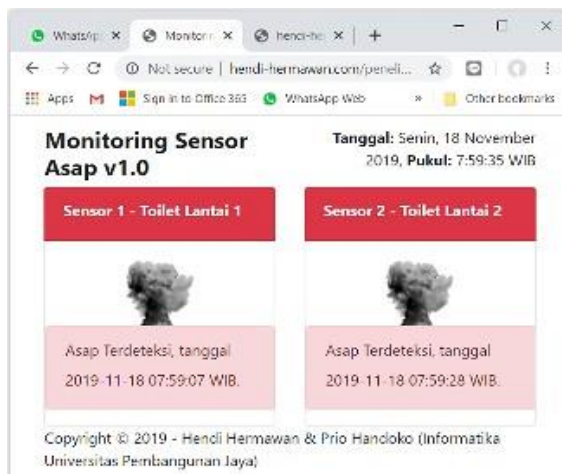 WhatsAp
Monitor
hendi-he
Not secure | hendi-hermawan.com/peneli...
Apps
Sign in to Office 365
WhatsApp Web
»
Other bookmarks
Monitoring Sensor
Asap v1.0
Tanggal: Senin, 18 November
2019, Pukul: 7:59:35 WIB
Sensor 1 - Toilet Lantai 1
Sensor 2 - Toilet Lantai 2
Asap Terdeteksi, tanggal
2019-11-18 07:59:07 WIB.
Asap Terdeteksi, tanggal
2019-11-18 07:59:28 WIB.
Copyright © 2019 - Hendi Hermawan & Prio Handoko (Informatika
Universitas Pembangunan Jaya)